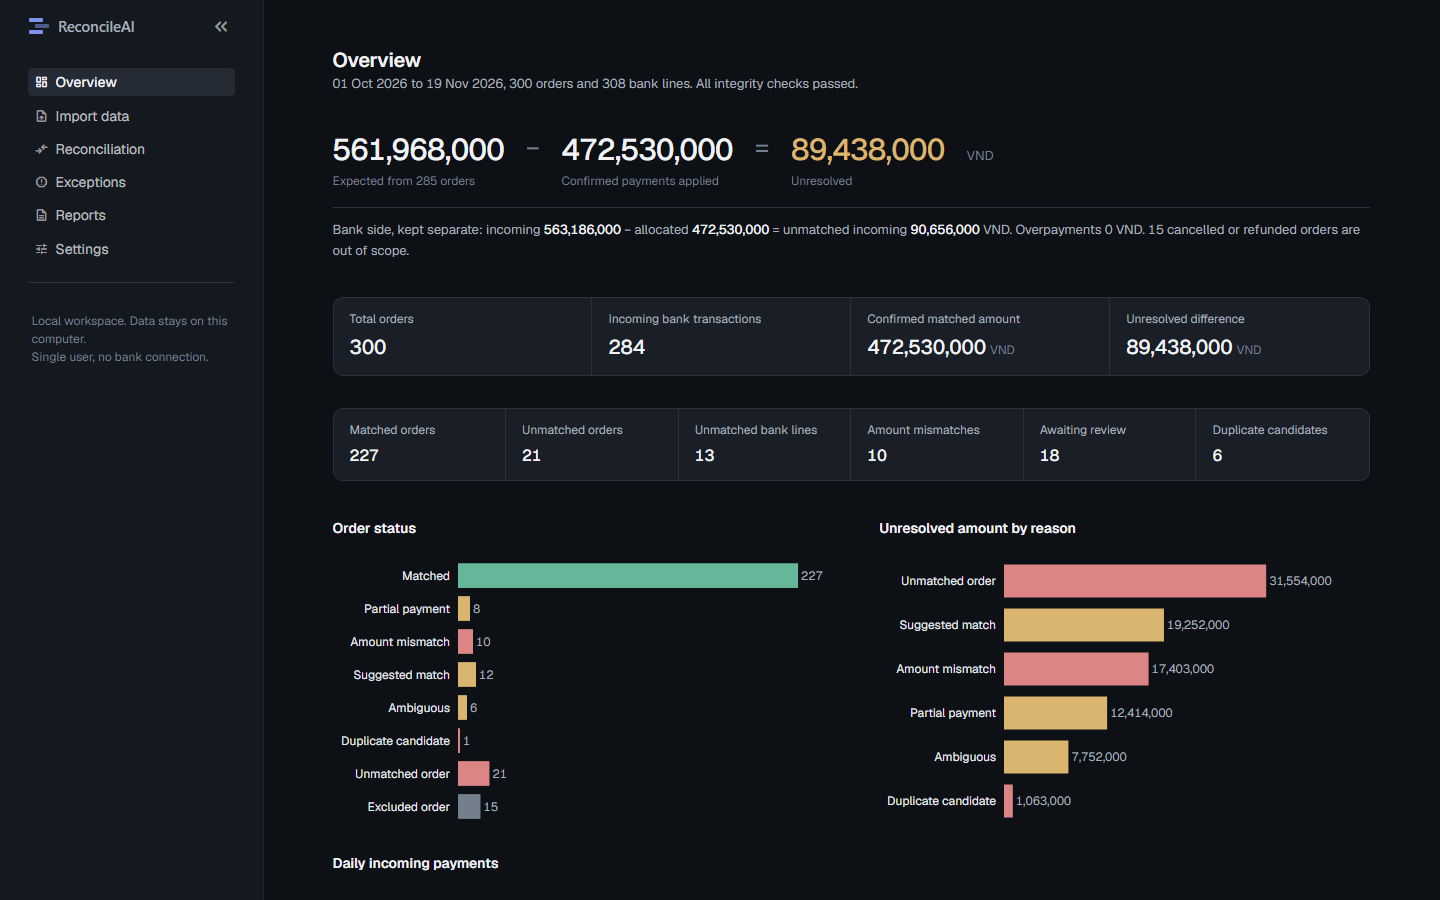 ReconcileAI
Overview
Import data
Reconciliation
Exceptions
Reports
Settings
Local workspace. Data stays on this
computer.
Single user, no bank connection.
Overview
01 Oct 2026 to 19 Nov 2026, 300 orders and 308 bank lines. All integrity checks passed.
561,968,000 − 472,530,000 = 89,438,000 VND
Expected from 285 orders Confirmed payments applied Unresolved
Bank side, kept separate: incoming 563,186,000 − allocated 472,530,000 = unmatched incoming 90,656,000 VND. Overpayments 0 VND. 15 cancelled or refunded orders are
out of scope.
Total orders Incoming bank transactions Confirmed matched amount Unresolved difference
300 284 472,530,000 VND 89,438,000 VND
Matched orders Unmatched orders Unmatched bank lines Amount mismatches Awaiting review Duplicate candidates
227 21 13 10 18 6
Order status
Matched 227
Partial payment 8
Amount mismatch 10
Suggested match 12
Ambiguous 6
Duplicate candidate 1
Unmatched order 21
Excluded order 15
Unresolved amount by reason
Unmatched order 31,554,000
Suggested match 19,252,000
Amount mismatch 17,403,000
Partial payment 12,414,000
Ambiguous 7,752,000
Duplicate candidate 1,063,000
Daily incoming payments